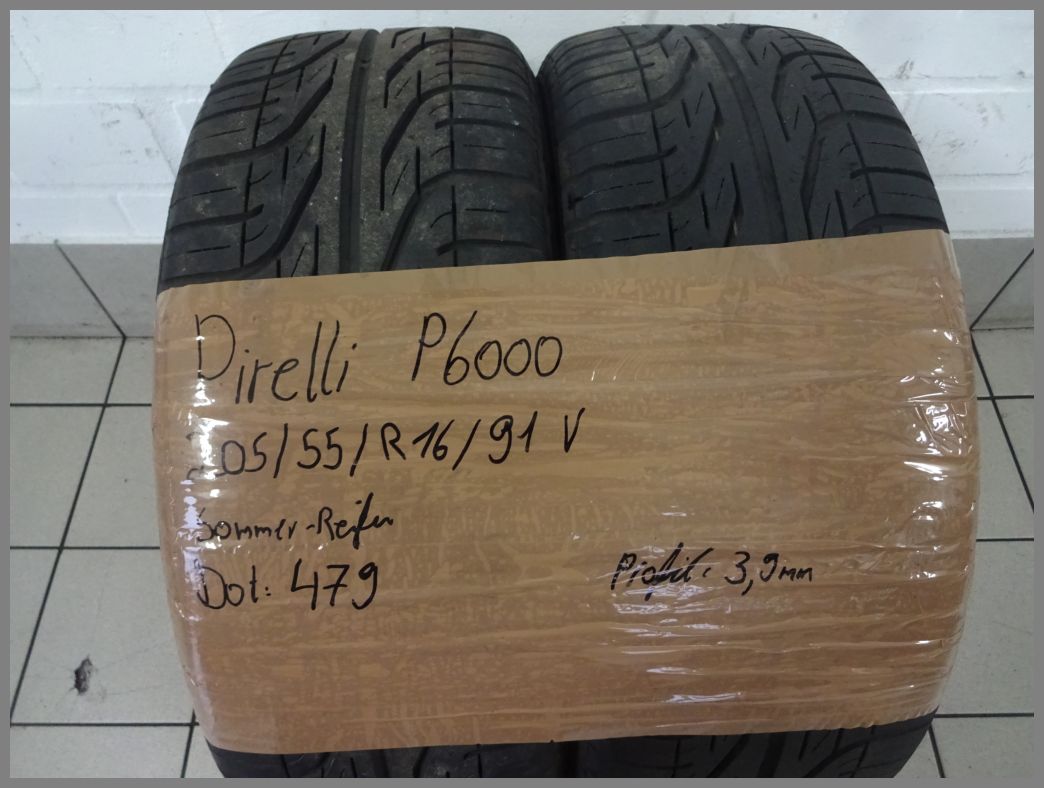 Pirelli P6000
205/55/R16/91 V
Sommer-Reifen
Dot: 479
Profil: 3,9mm